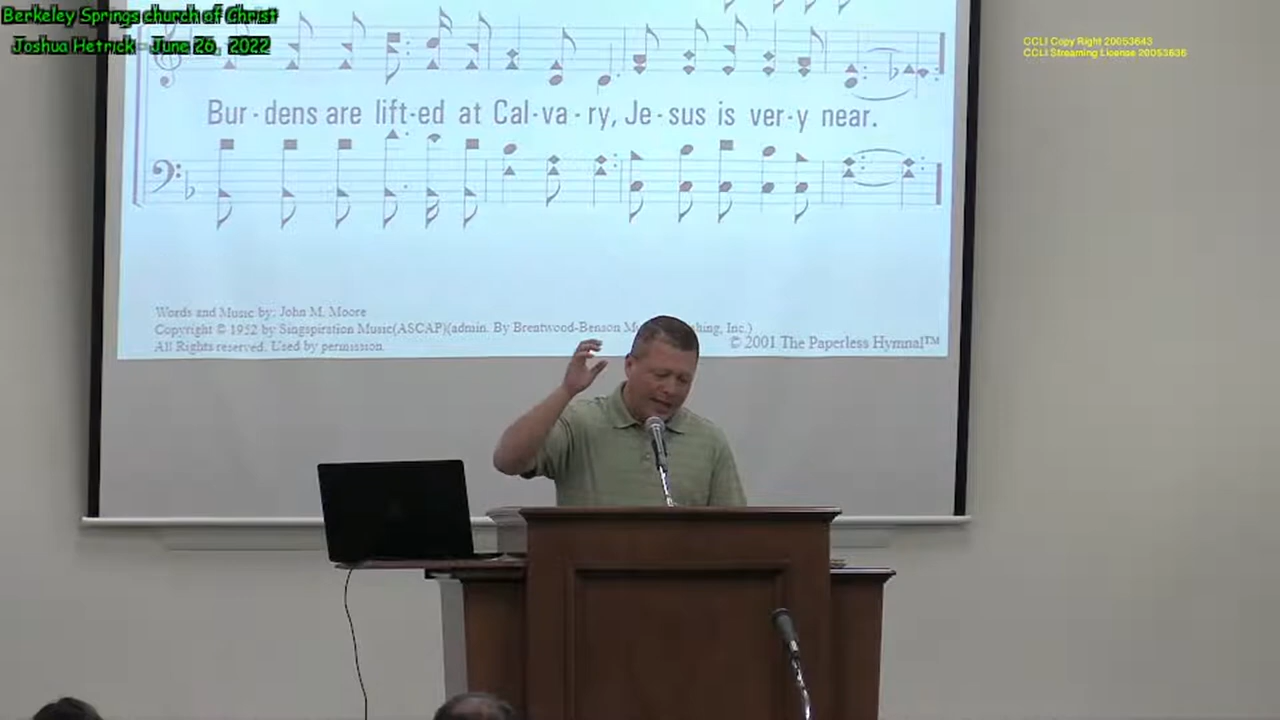 Berkeley Springs church of Christ
Joshua Hetrick - June 26, 2022
CCLI Copy Right 20053643
CCLI Streaming License 20053636
Bur-dens are lift-ed at Cal-va-ry, Je-sus is ver-y near.
Words and Music by: John M. Moore
Copyright © 1952 by Singspiration Music(ASCAP)(admin. By Brentwood-Benson
All Rights reserved. Used by permission.
© 2001 The Paperless Hymnal™